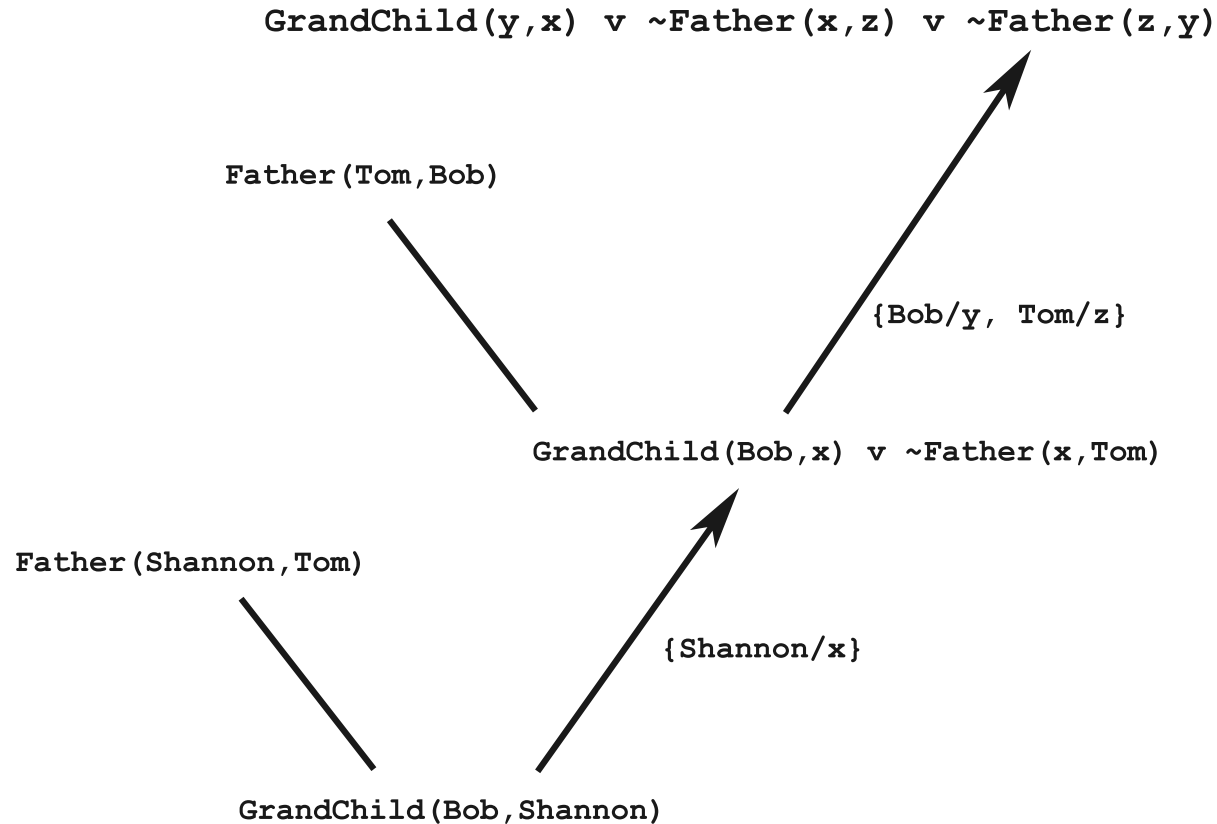 GrandChild(y,x) v ~Father(x,z) v ~Father(z,y)
Father(Tom,Bob)
{Bob/y, Tom/z}
GrandChild(Bob,x) v ~Father(x,Tom)
Father(Shannon,Tom)
{Shannon/x}
GrandChild(Bob,Shannon)